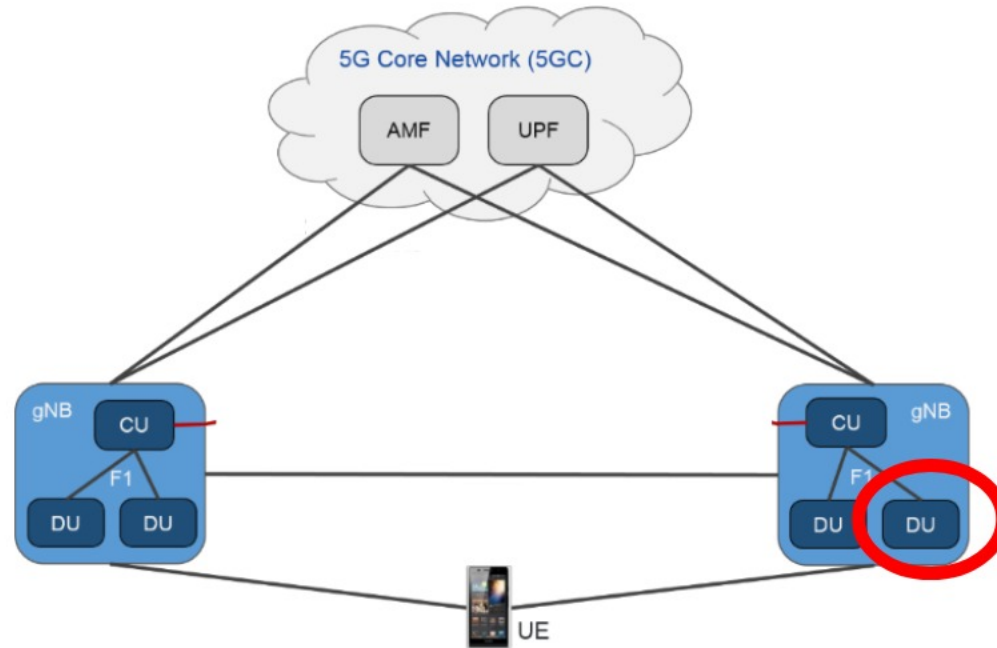 5G Core Network (5GC)
AMF UPF
gNB
CU
F1
DU DU
gNB
CU
F1
DU DU
UE